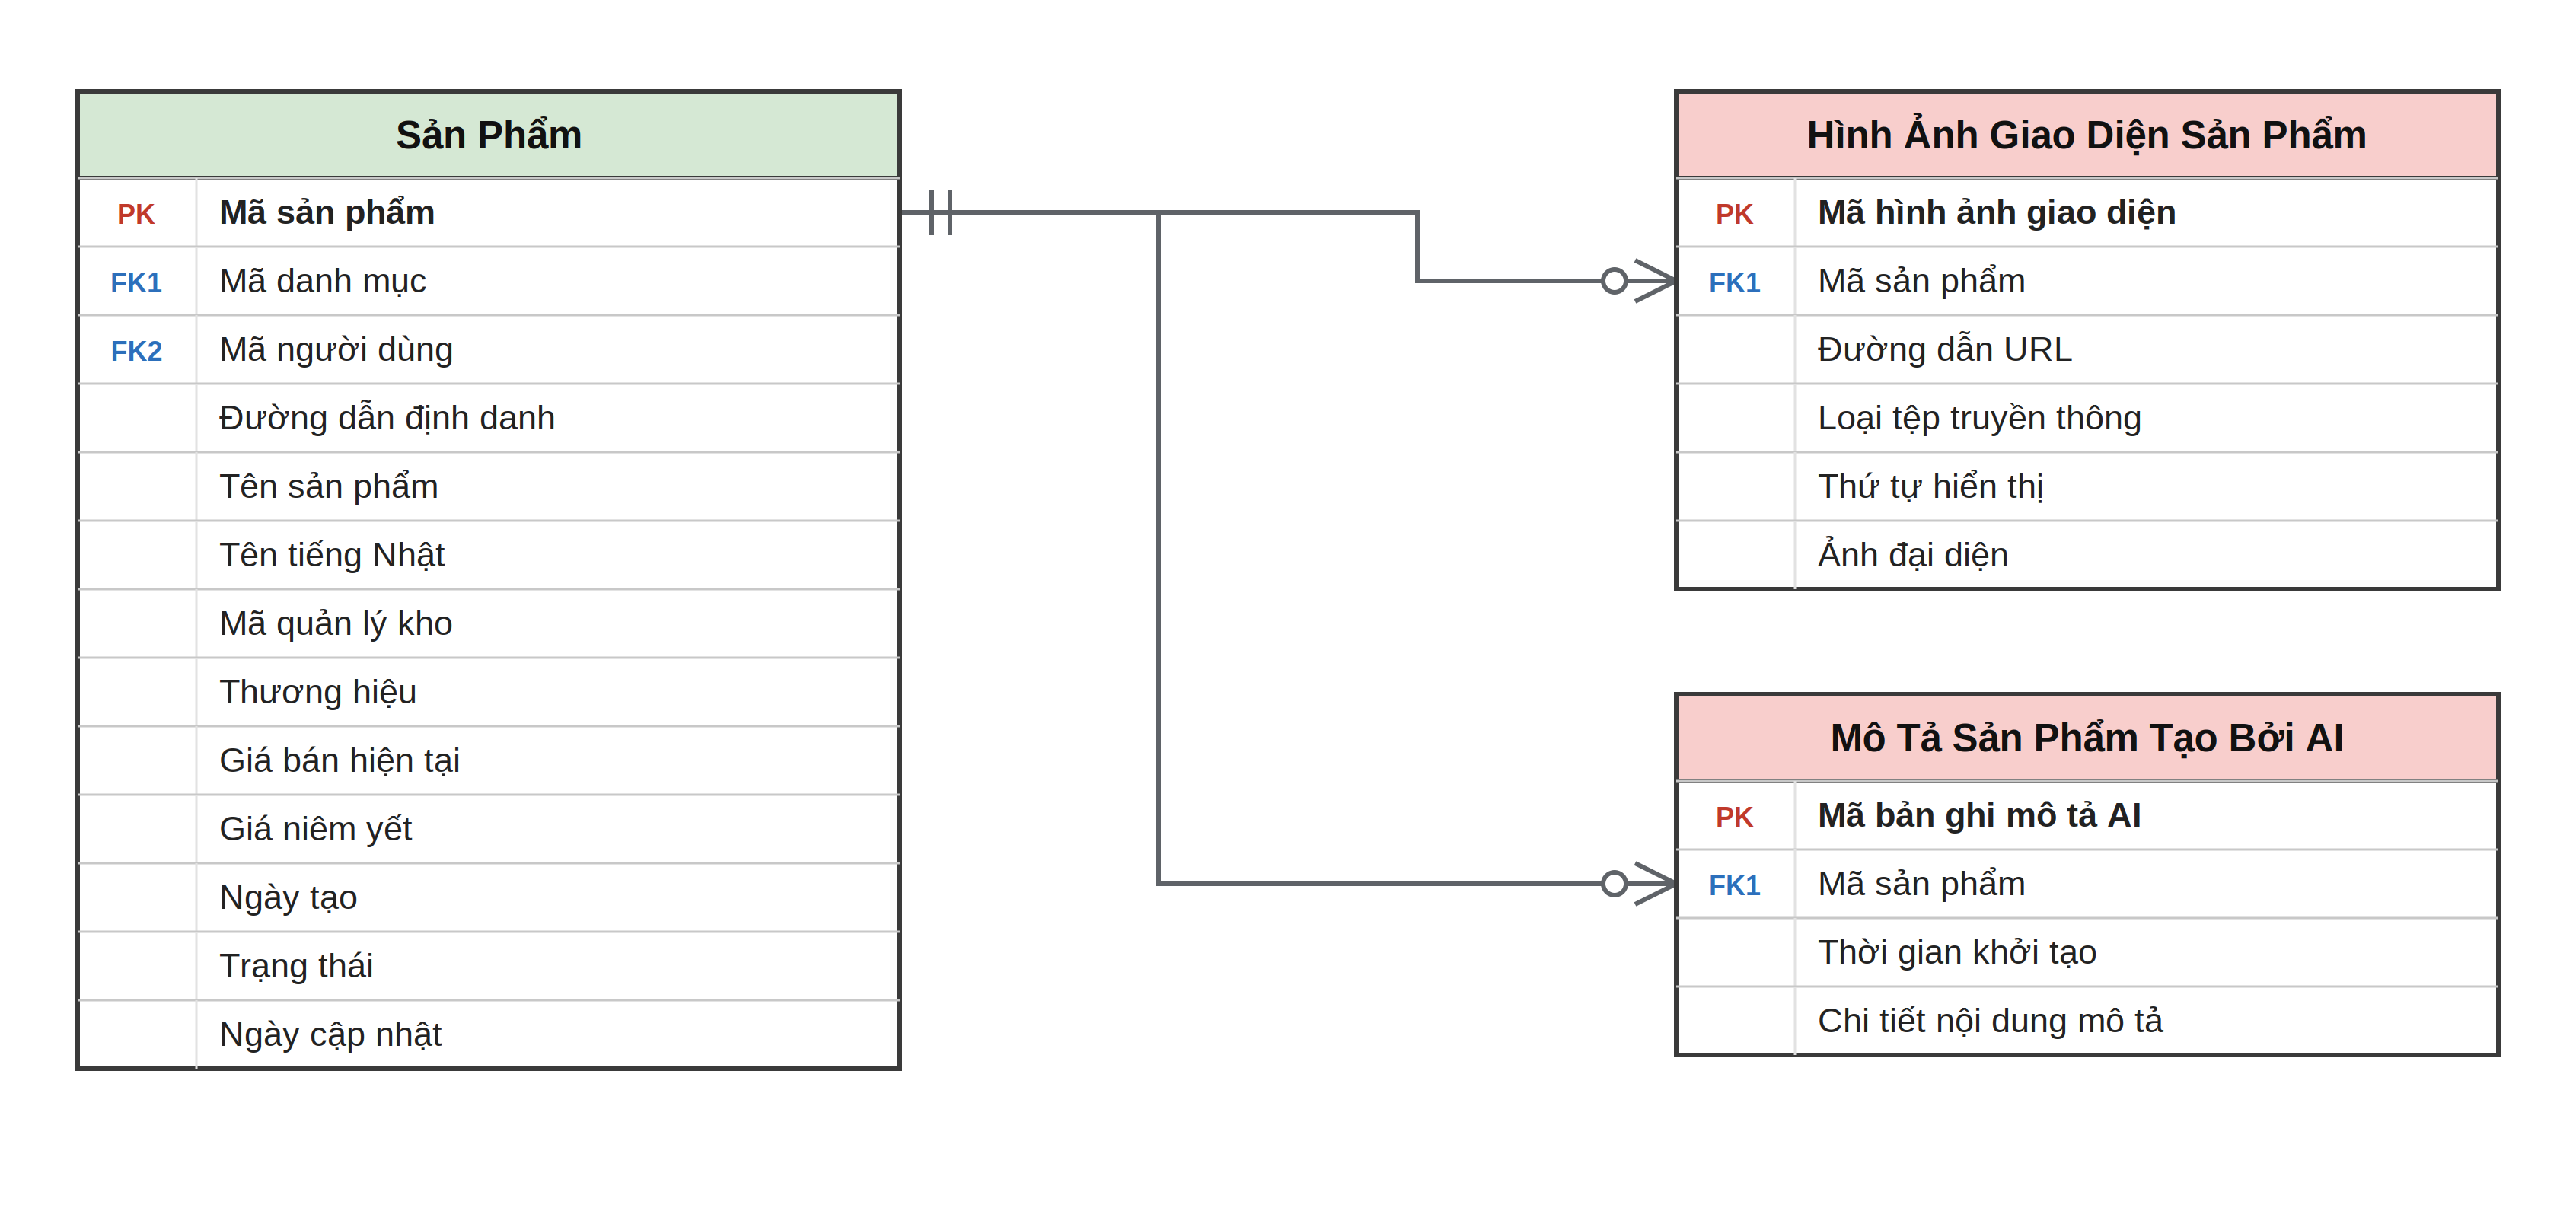 Sản Phẩm
PK Mã sản phẩm
FK1 Mã danh mục
FK2 Mã người dùng
Đường dẫn định danh
Tên sản phẩm
Tên tiếng Nhật
Mã quản lý kho
Thương hiệu
Giá bán hiện tại
Giá niêm yết
Ngày tạo
Trạng thái
Ngày cập nhật
Hình Ảnh Giao Diện Sản Phẩm
PK Mã hình ảnh giao diện
FK1 Mã sản phẩm
Đường dẫn URL
Loại tệp truyền thông
Thứ tự hiển thị
Ảnh đại diện
Mô Tả Sản Phẩm Tạo Bởi AI
PK Mã bản ghi mô tả AI
FK1 Mã sản phẩm
Thời gian khởi tạo
Chi tiết nội dung mô tả